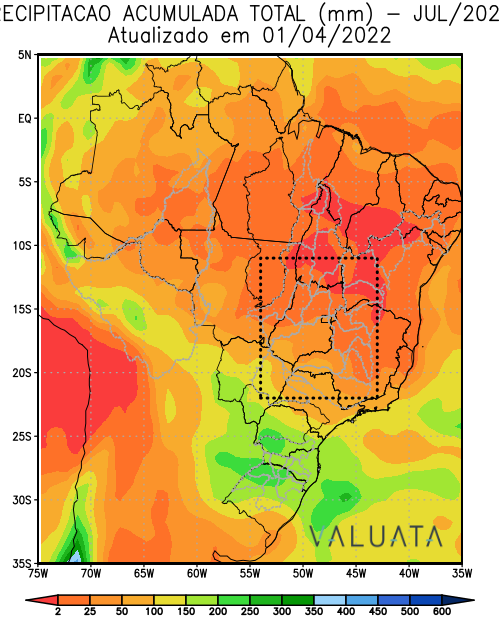 RECIPITACAO ACUMULADA TOTAL (mm) – JUL/202
Atualizado em 01/04/2022
5N
EQ
5S
10S
15S
20S
25S
30S
35S
75W 70W 65W 60W 55W 50W 45W 40W 35W
VALUATA
2 25 50 100 150 200 250 300 350 400 450 500 600